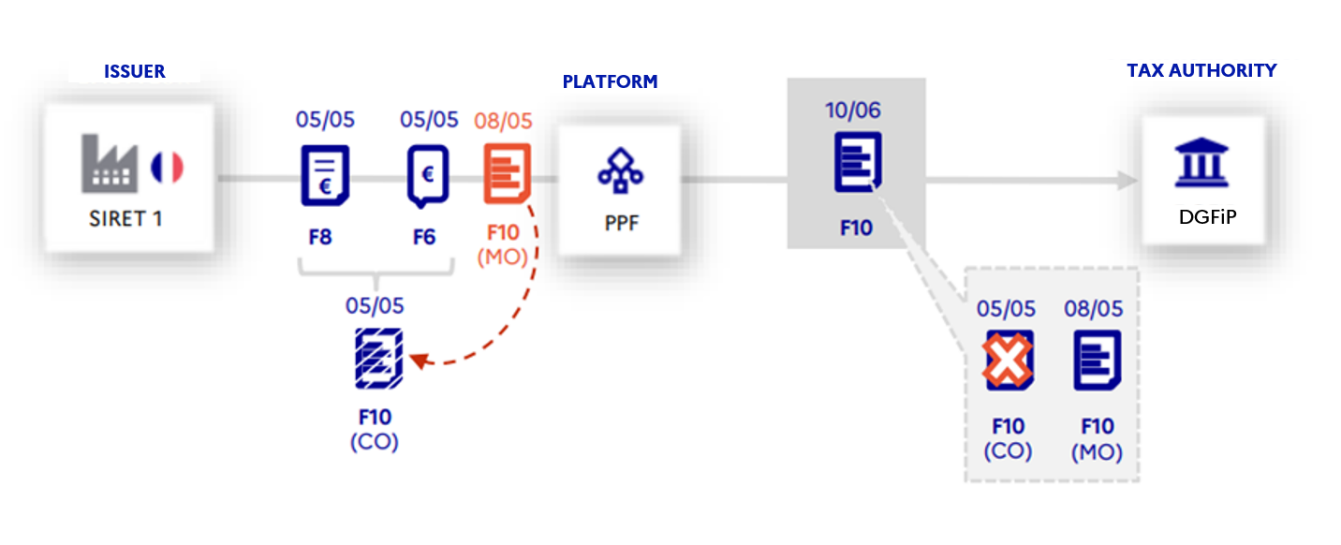 ISSUER
SIRET 1
05/05
€
F8
05/05
€
F6
08/05
F10
(MO)
05/05
F10
(CO)
PLATFORM
PPF
10/06
F10
05/05
F10
(CO)
08/05
F10
(MO)
TAX AUTHORITY
DGFiP